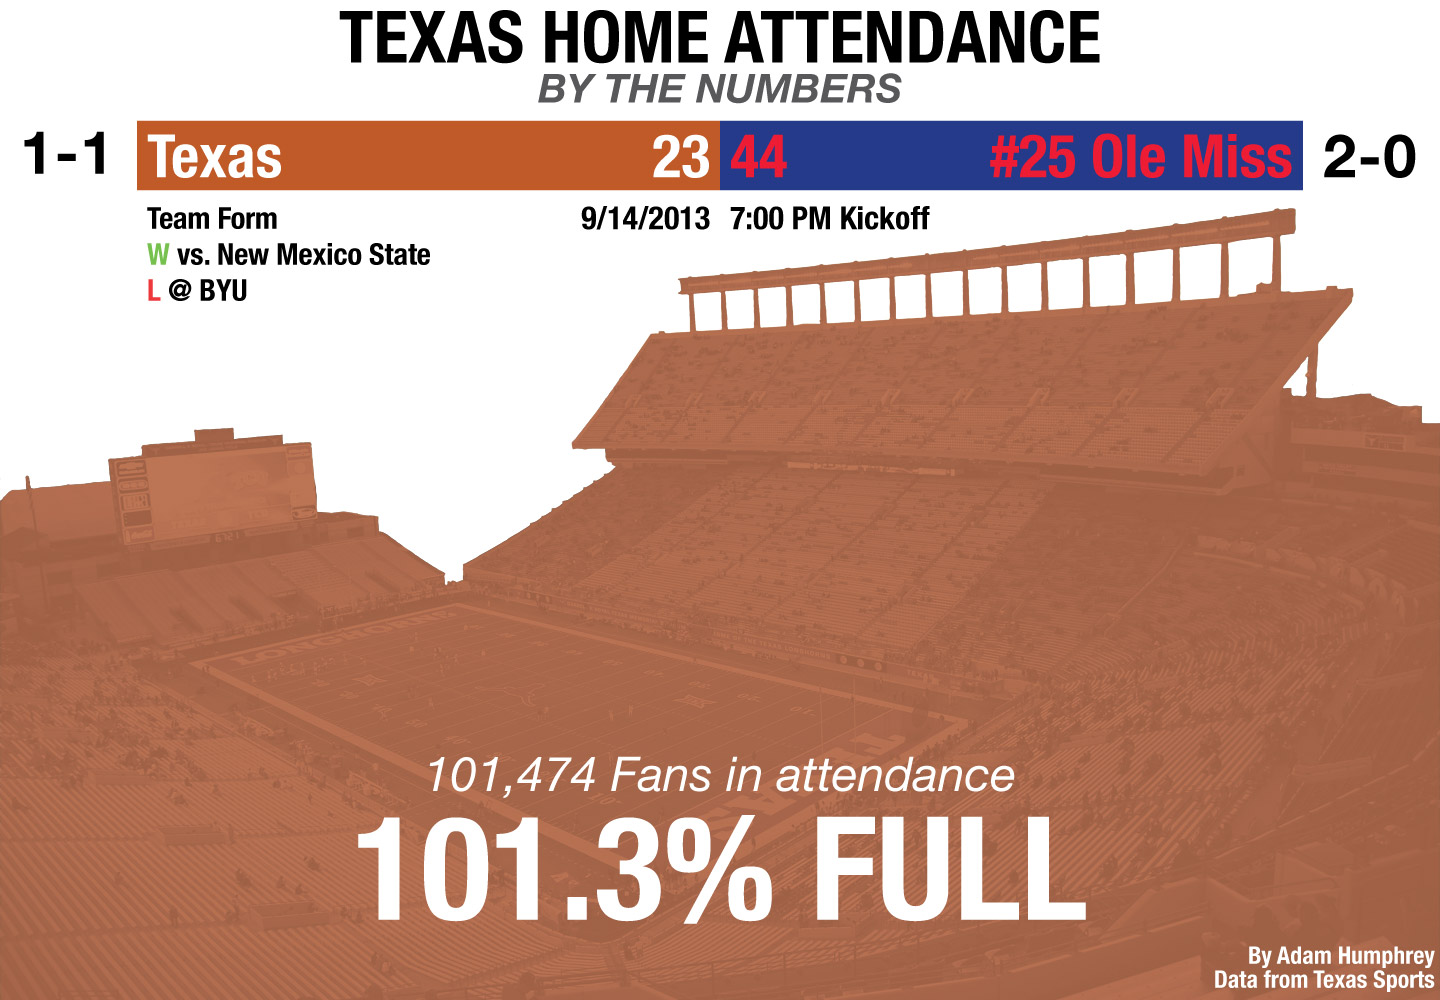 TEXAS HOME ATTENDANCE
BY THE NUMBERS
1-1 Texas 23 44 #25 Ole Miss 2-0
Team Form 9/14/2013 7:00 PM Kickoff
W vs. New Mexico State
L @ BYU
LONGHORNS
TEXAS
101,474 Fans in attendance
101.3% FULL
By Adam Humphrey
Data from Texas Sports